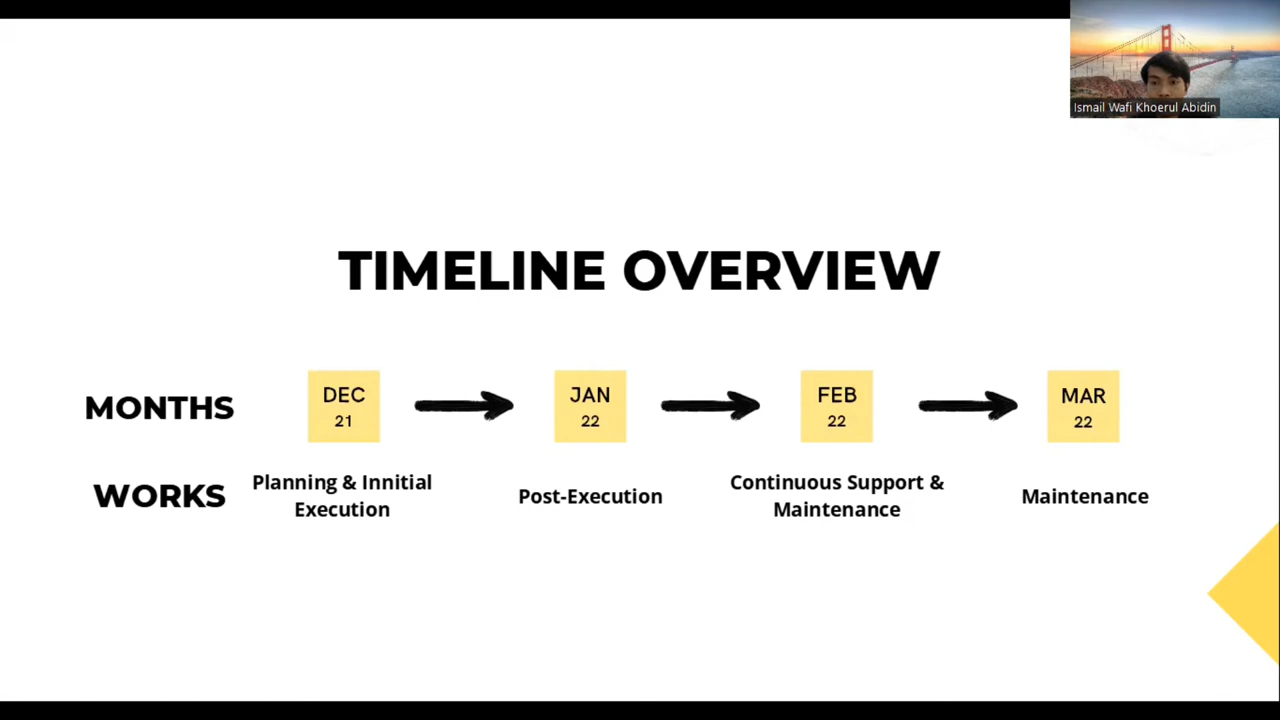 Ismail Wafi Khoerul Abidin
TIMELINE OVERVIEW
MONTHS
DEC
21
JAN
22
FEB
22
MAR
22
WORKS
Planning & Innitial
Execution
Post-Execution
Continuous Support &
Maintenance
Maintenance